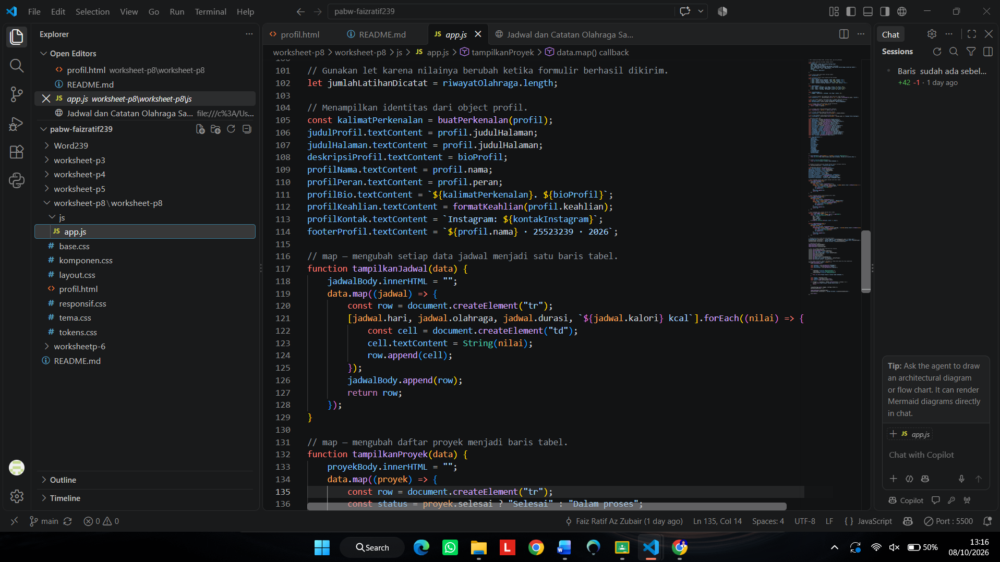 File Edit Selection View Go Run Terminal Help
pabw-faizratif239
Explorer
Open Editors
profil.html worksheet-p8\worksheet-p8
README.md
JS app.js worksheet-p8\worksheet-p8\js
Jadwal dan Catatan Olahraga Sa... file:///c%3A/Us...
pabw-faizratif239
Word239
worksheet-p3
worksheet-p4
worksheet-p5
worksheet-p8\worksheet-p8
js
JS app.js
# base.css
# komponen.css
# layout.css
<> profil.html
# responsif.css
# tema.css
# tokens.css
worksheetp-6
README.md
Outline
Timeline
<> profil.html
README.md
JS app.js
Jadwal dan Catatan Olahraga Sa...
worksheet-p8 > worksheet-p8 > js > JS app.js > tampilkanProyek > data.map() callback
101 // Gunakan let karena nilainya berubah ketika formulir berhasil dikirim.
102 let jumlahLatihanDicatat = riwayatOlahraga.length;
103
104 // Menampilkan identitas dari object profil.
105 const kalimatPerkenalan = buatPerkenalan(profil);
106 judulProfil.textContent = profil.judulHalaman;
107 judulHalaman.textContent = profil.judulHalaman;
108 deskripsiProfil.textContent = bioProfil;
109 profilNama.textContent = profil.nama;
110 profilPeran.textContent = profil.peran;
111 profilBio.textContent = `${kalimatPerkenalan}. ${bioProfil}`;
112 profilKeahlian.textContent = formatKeahlian(profil.keahlian);
113 profilKontak.textContent = `Instagram: ${kontakInstagram}`;
114 footerProfil.textContent = `${profil.nama} · 25523239 · 2026`;
115
116 // map — mengubah setiap data jadwal menjadi satu baris tabel.
117 function tampilkanJadwal(data) {
118 jadwalBody.innerHTML = "";
119 data.map((jadwal) => {
120 const row = document.createElement("tr");
121 [jadwal.hari, jadwal.olahraga, jadwal.durasi, `${jadwal.kalori} kcal`].forEach((nilai) => {
122 const cell = document.createElement("td");
123 cell.textContent = String(nilai);
124 row.append(cell);
125 });
126 jadwalBody.append(row);
127 return row;
128 });
129 }
130
131 // map — mengubah daftar proyek menjadi baris tabel.
132 function tampilkanProyek(data) {
133 proyekBody.innerHTML = "";
134 data.map((proyek) => {
135 const row = document.createElement("tr");
136 const status = proyek.selesai ? "Selesai" : "Dalam proses";
Chat
Sessions
Baris sudah ada sebel...
+42 -1 · 1 day ago
Tip: Ask the agent to draw
an architectural diagram
or flow chart. It can render
Mermaid diagrams directly
in chat.
JS app.js
Chat with Copilot
Copilot
main
0 0
Faiz Ratif Az Zubair (1 day ago)
Ln 135, Col 14
Spaces: 4
UTF-8
LF
{ } JavaScript
Port : 5500
Search
50%
13:16
08/10/2026